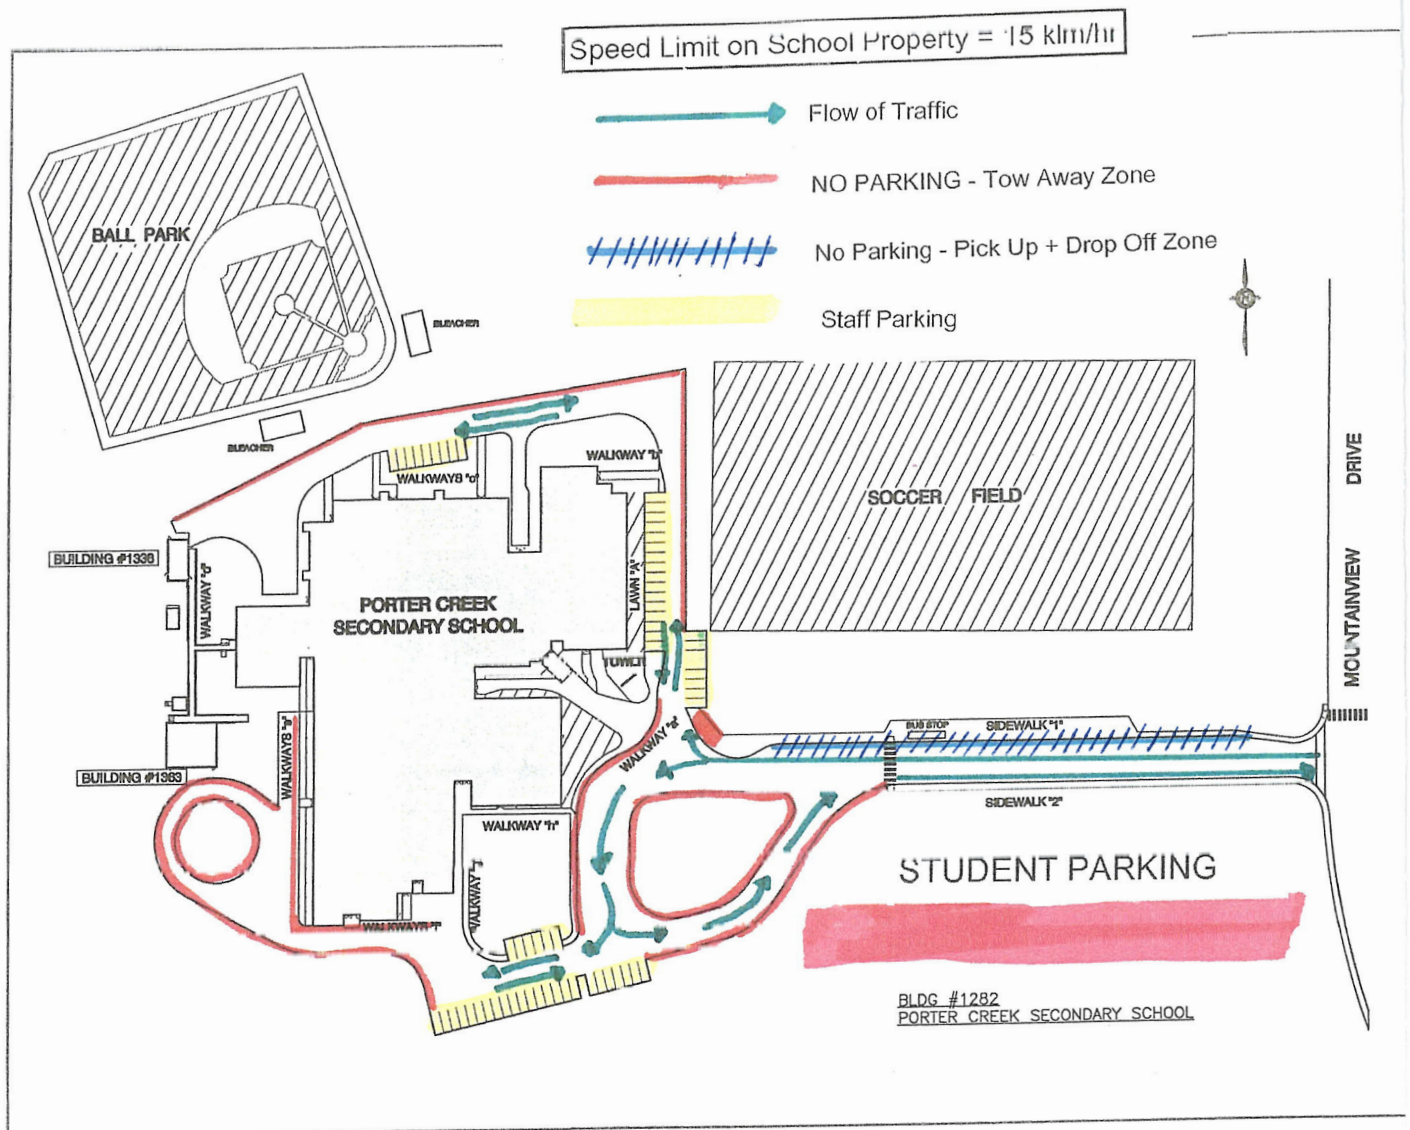 Speed Limit on School Property = 15 klm/hr
Flow of Traffic
NO PARKING - Tow Away Zone
No Parking - Pick Up + Drop Off Zone
Staff Parking
N
BALL PARK
BLEACHER
BLEACHER
WALKWAYS "c"
WALKWAY "b"
SOCCER FIELD
MOUNTAINVIEW DRIVE
BUILDING #1338
WALKWAY "d"
LAWN "A"
PORTER CREEK
SECONDARY SCHOOL
TOWER
WALKWAY "a"
BUS STOP
SIDEWALK "1"
BUILDING #1363
WALKWAYS "e"
SIDEWALK "2"
WALKWAY "h"
WALKWAY
WALKWAYS "f"
STUDENT PARKING
BLDG #1282
PORTER CREEK SECONDARY SCHOOL